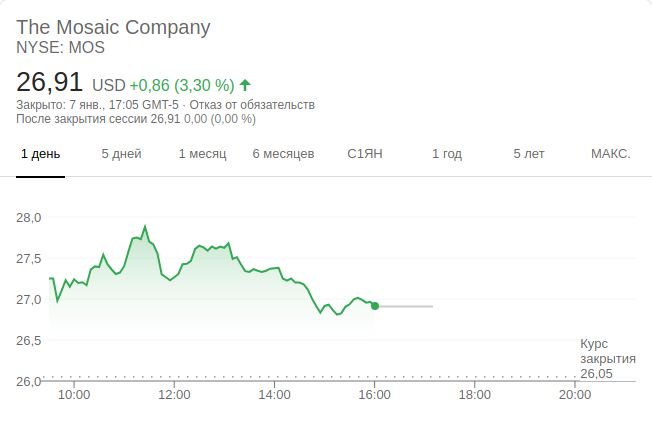 The Mosaic Company
NYSE: MOS
26,91 USD +0,86 (3,30 %)
Закрыто: 7 янв., 17:05 GMT-5 · Отказ от обязательств
После закрытия сессии 26,91 0,00 (0,00 %)
1 день 5 дней 1 месяц 6 месяцев С1ЯН 1 год 5 лет МАКС.
28,0
27,5
27,0
26,5
Курс
закрытия
26,05
26,0
10:00 12:00 14:00 16:00 18:00 20:00